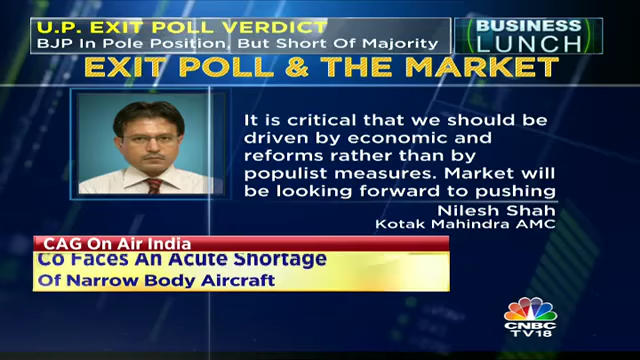 U.P. EXIT POLL VERDICT
BJP In Pole Position, But Short Of Majority
BUSINESS
LUNCH
EXIT POLL & THE MARKET
It is critical that we should be
driven by economic and
reforms rather than by
populist measures. Market will
be looking forward to pushing
Nilesh Shah
Kotak Mahindra AMC
CAG On Air India
Co Faces An Acute Shortage
Of Narrow Body Aircraft
CNBC
TV18